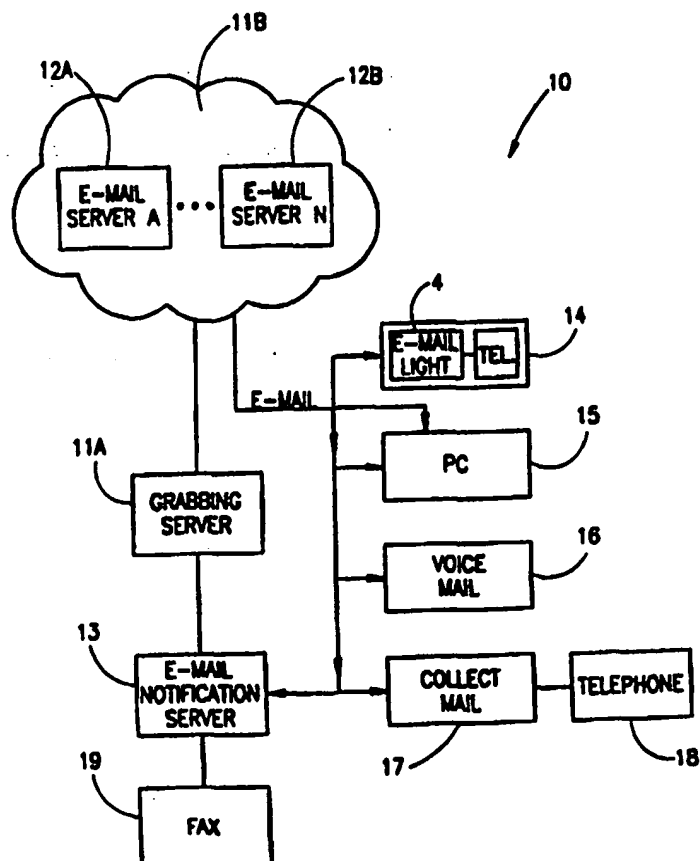 11B
12A
12B
10
E-MAIL
SERVER A
E-MAIL
SERVER N
4
14
E-MAIL
LIGHT
TEL.
E-MAIL
15
PC
11A
GRABBING
SERVER
16
VOICE
MAIL
13
E-MAIL
NOTIFICATION
SERVER
COLLECT
MAIL
TELEPHONE
17
18
19
FAX